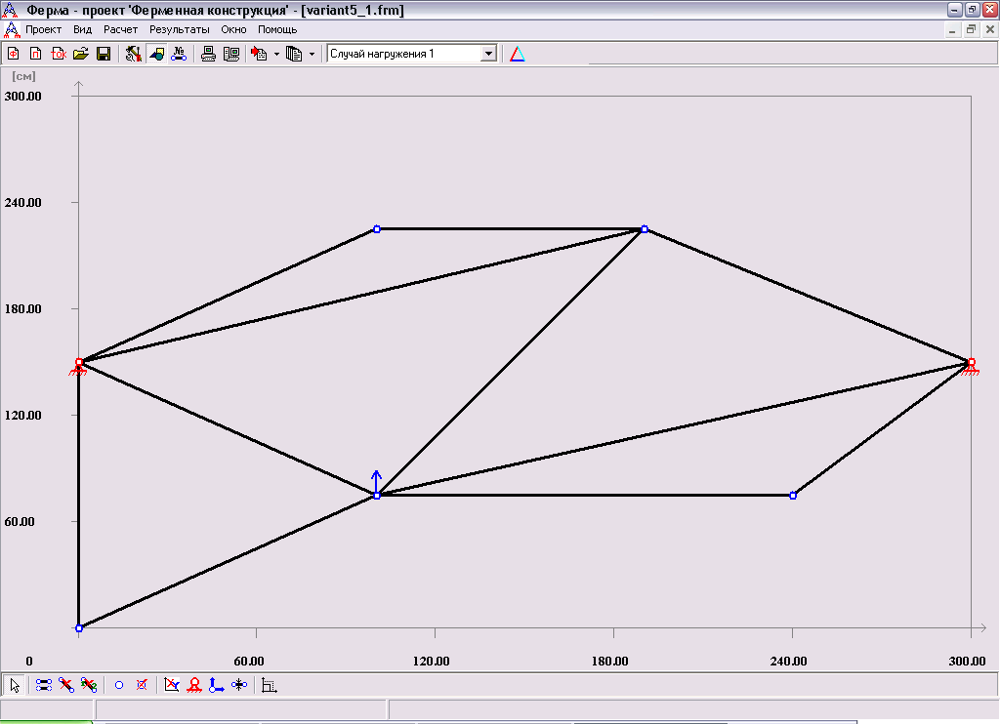 Ферма - проект 'Ферменная конструкция' - [variant5_1.frm]
Проект Вид Расчет Результаты Окно Помощь
Случай нагружения 1
[см]
300.00
240.00
180.00
120.00
60.00
0 60.00 120.00 180.00 240.00 300.00